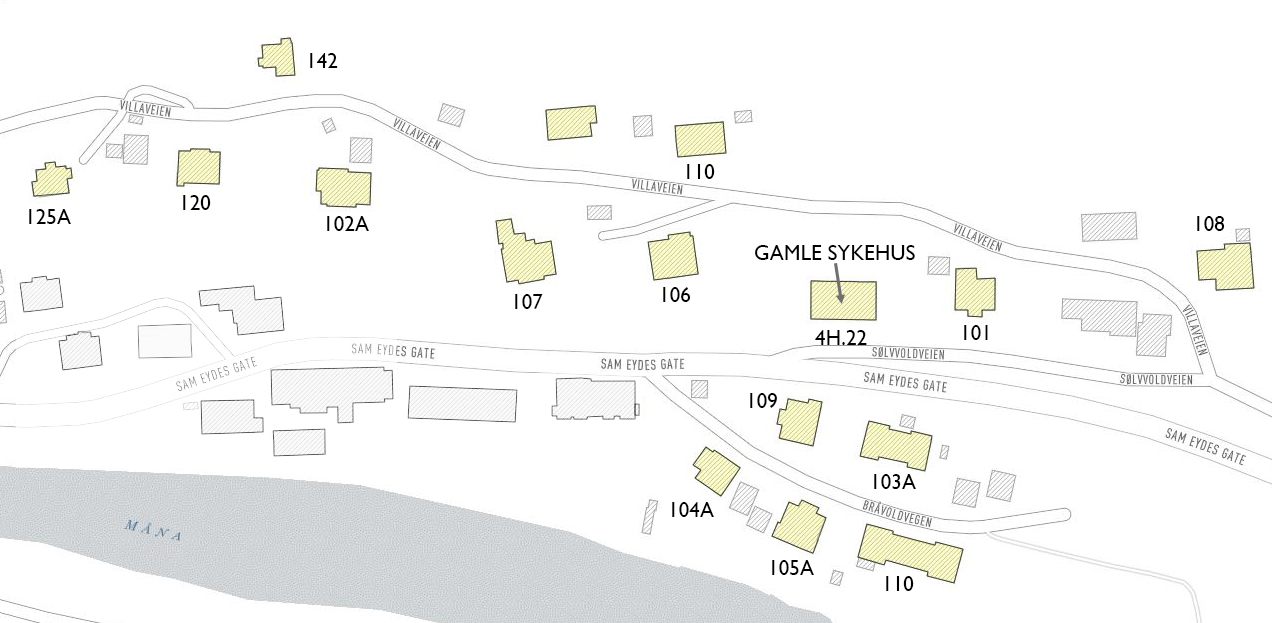 142
VILLAVEIEN
VILLAVEIEN
110
VILLAVEIEN
125A
120
102A
108
VILLAVEIEN
GAMLE SYKEHUS
107
106
4H.22
101
VILLAVEIEN
SAM EYDES GATE
SAM EYDES GATE
SAM EYDES GATE
SØLVVOLDVEIEN
SØLVVOLDVEIEN
SAM EYDES GATE
109
SAM EYDES GATE
103A
104A
BRÅVOLDVEGEN
MÅNA
105A
110